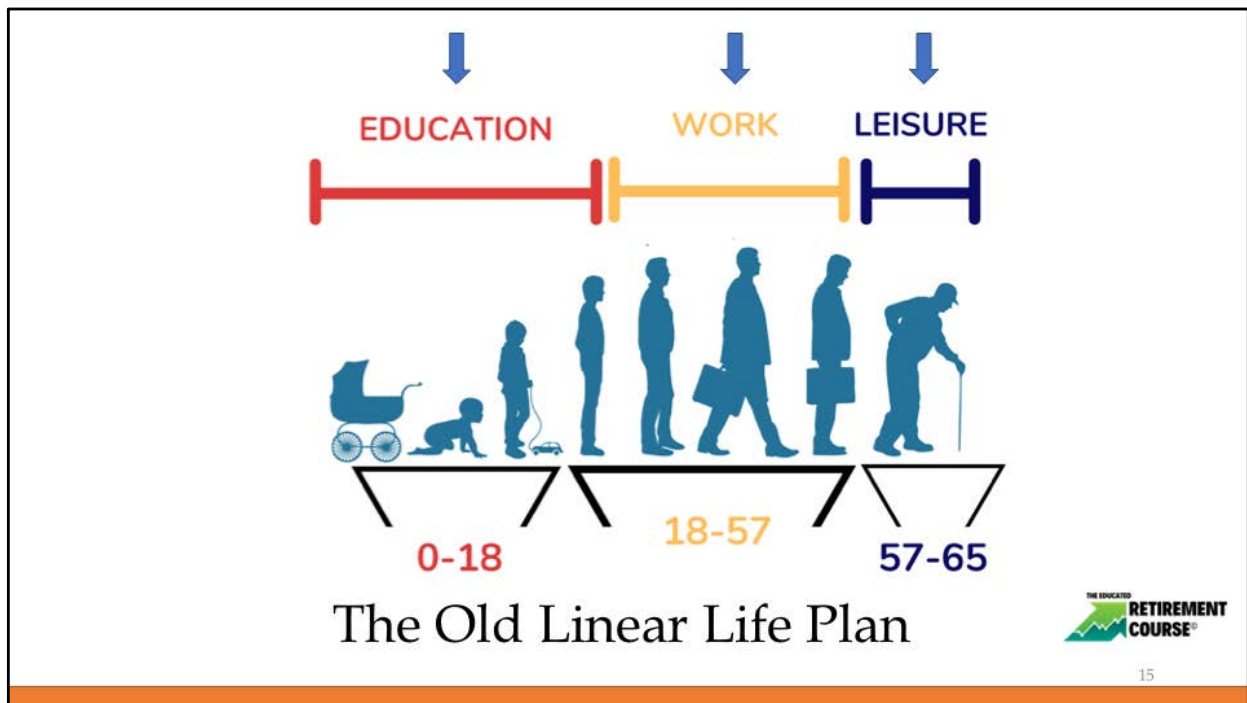 EDUCATION WORK LEISURE
0-18 18-57 57-65
The Old Linear Life Plan
THE EDUCATED
RETIREMENT
COURSE©
15